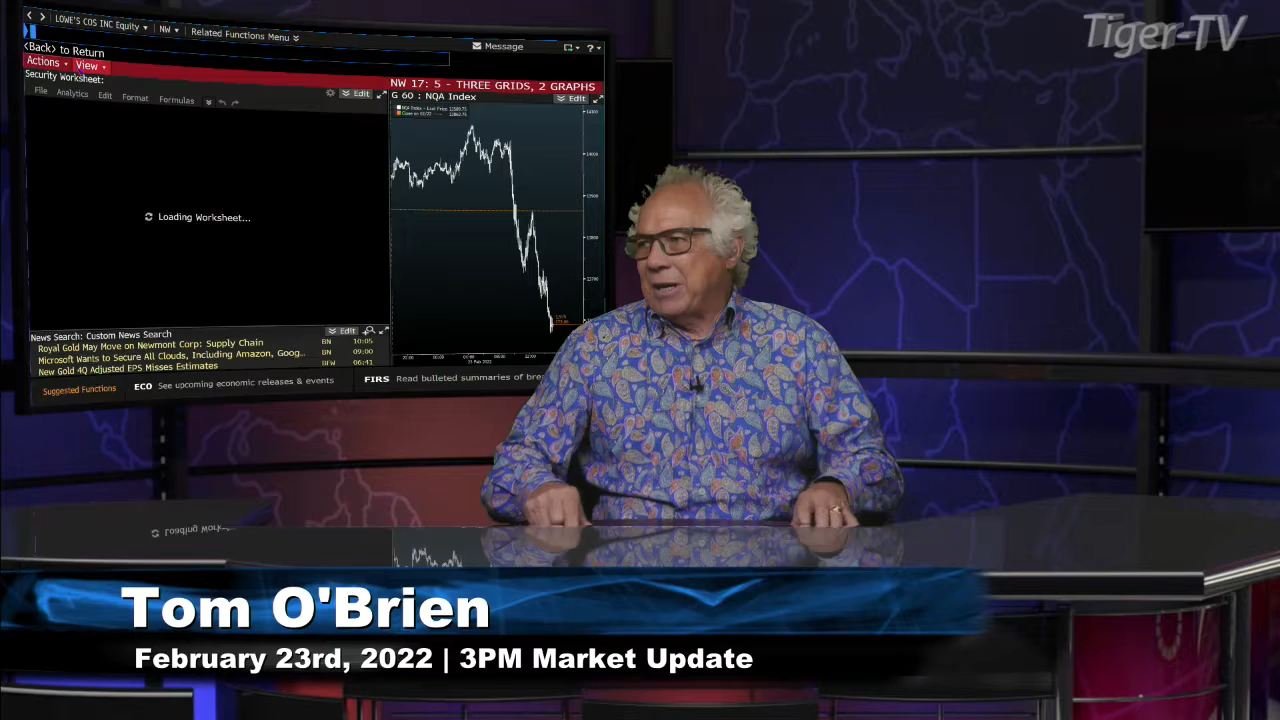 Tiger-TV
LOWE'S COS INC Equity NW Related Functions Menu
<Back> to Return
Message
?
Actions View
Security Worksheet:
File Analytics Edit Format Formulas
Edit
NW 17: 5 - THREE GRIDS, 2 GRAPHS
G 60 : NQA Index
Edit
Loading Worksheet...
News Search: Custom News Search
Edit
Royal Gold May Move on Newmont Corp: Supply Chain BN 10:05
Microsoft Wants to Secure All Clouds, Including Amazon, Goog... BN 09:00
New Gold 4Q Adjusted EPS Misses Estimates BFW 06:41
Suggested Functions ECO See upcoming economic releases & events FIRS Read bulleted summaries of bre
Loading Work
Tom O'Brien
February 23rd, 2022 | 3PM Market Update